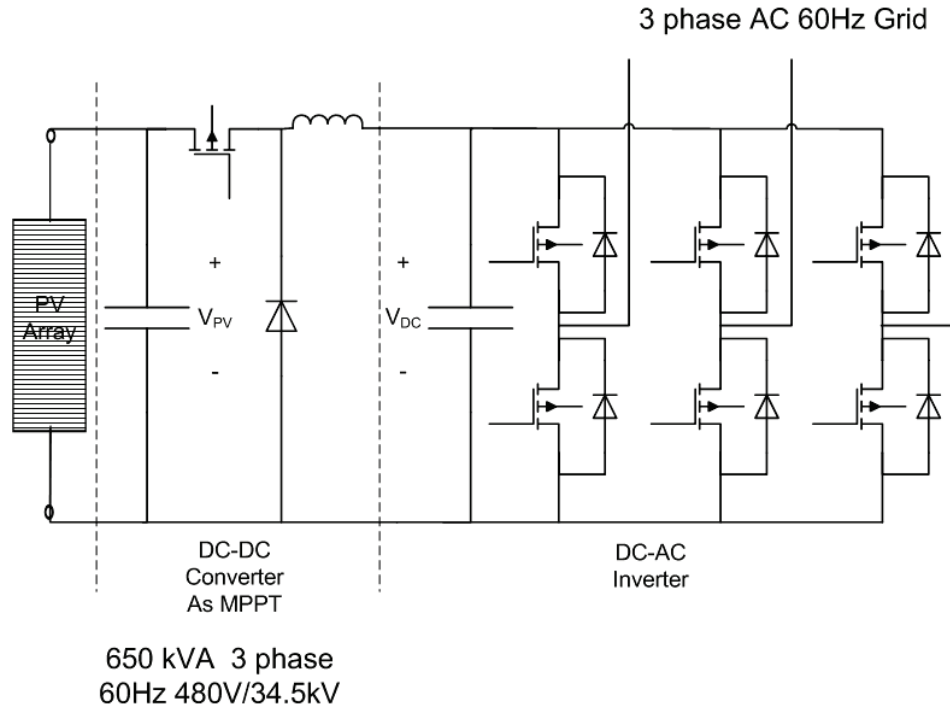 3 phase AC 60Hz Grid
PV
Array
+
VPV
-
+
VDC
-
DC-DC
Converter
As MPPT
DC-AC
Inverter
650 kVA 3 phase
60Hz 480V/34.5kV